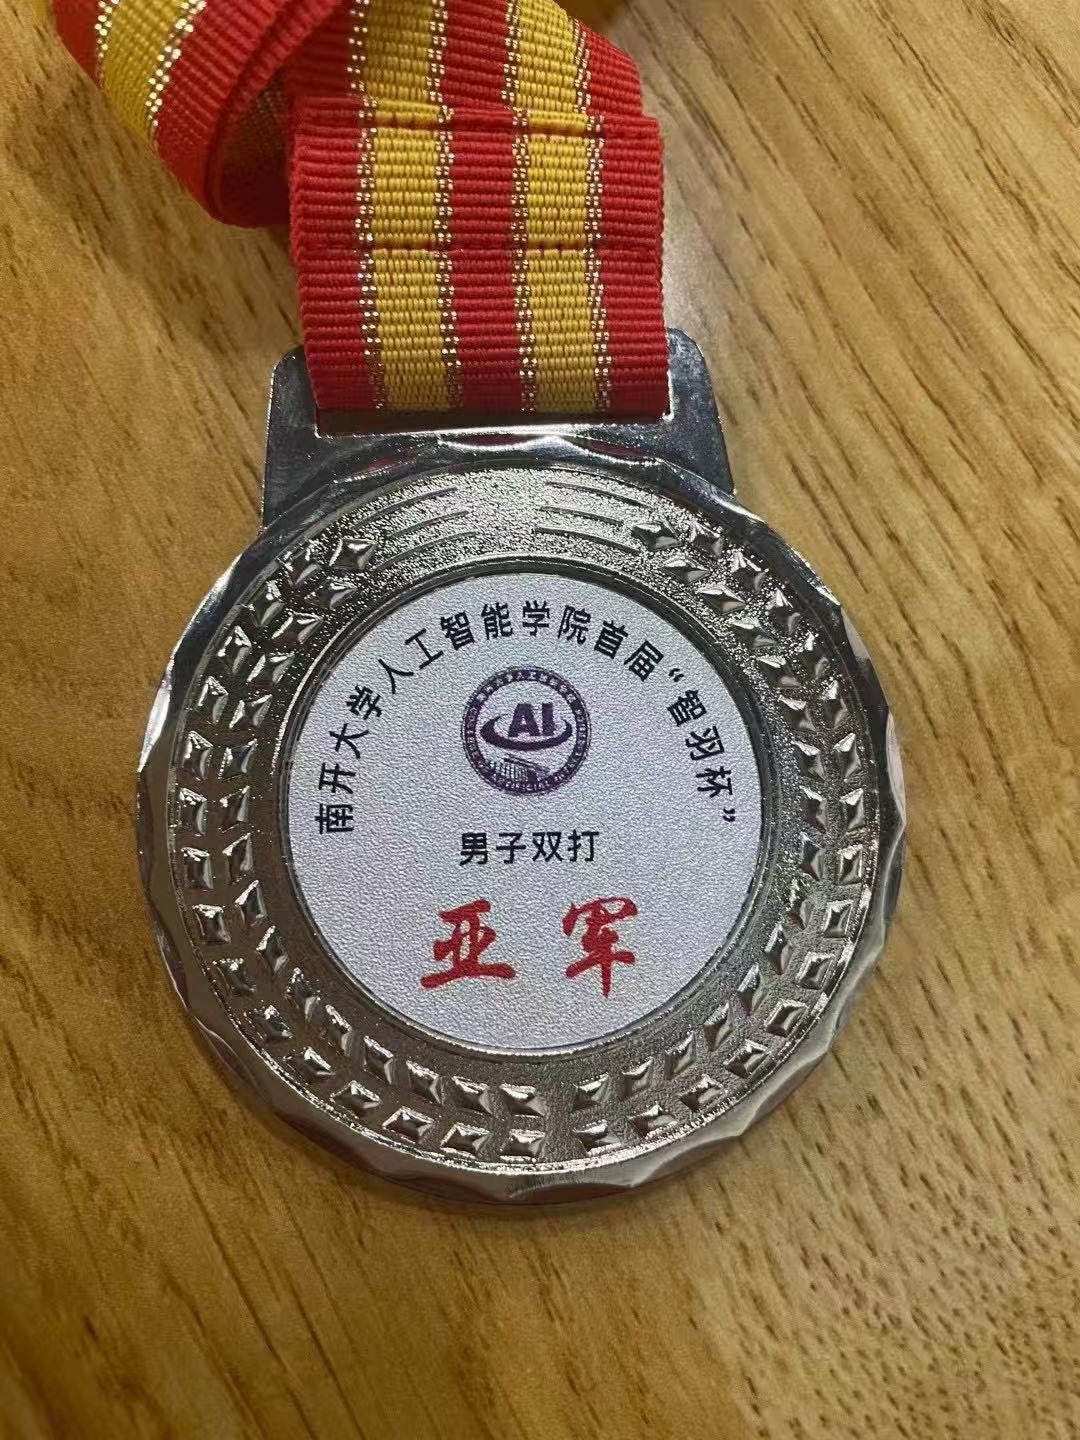 南开大学人工智能学院首届“智羽杯”
AI
男子双打
亚军